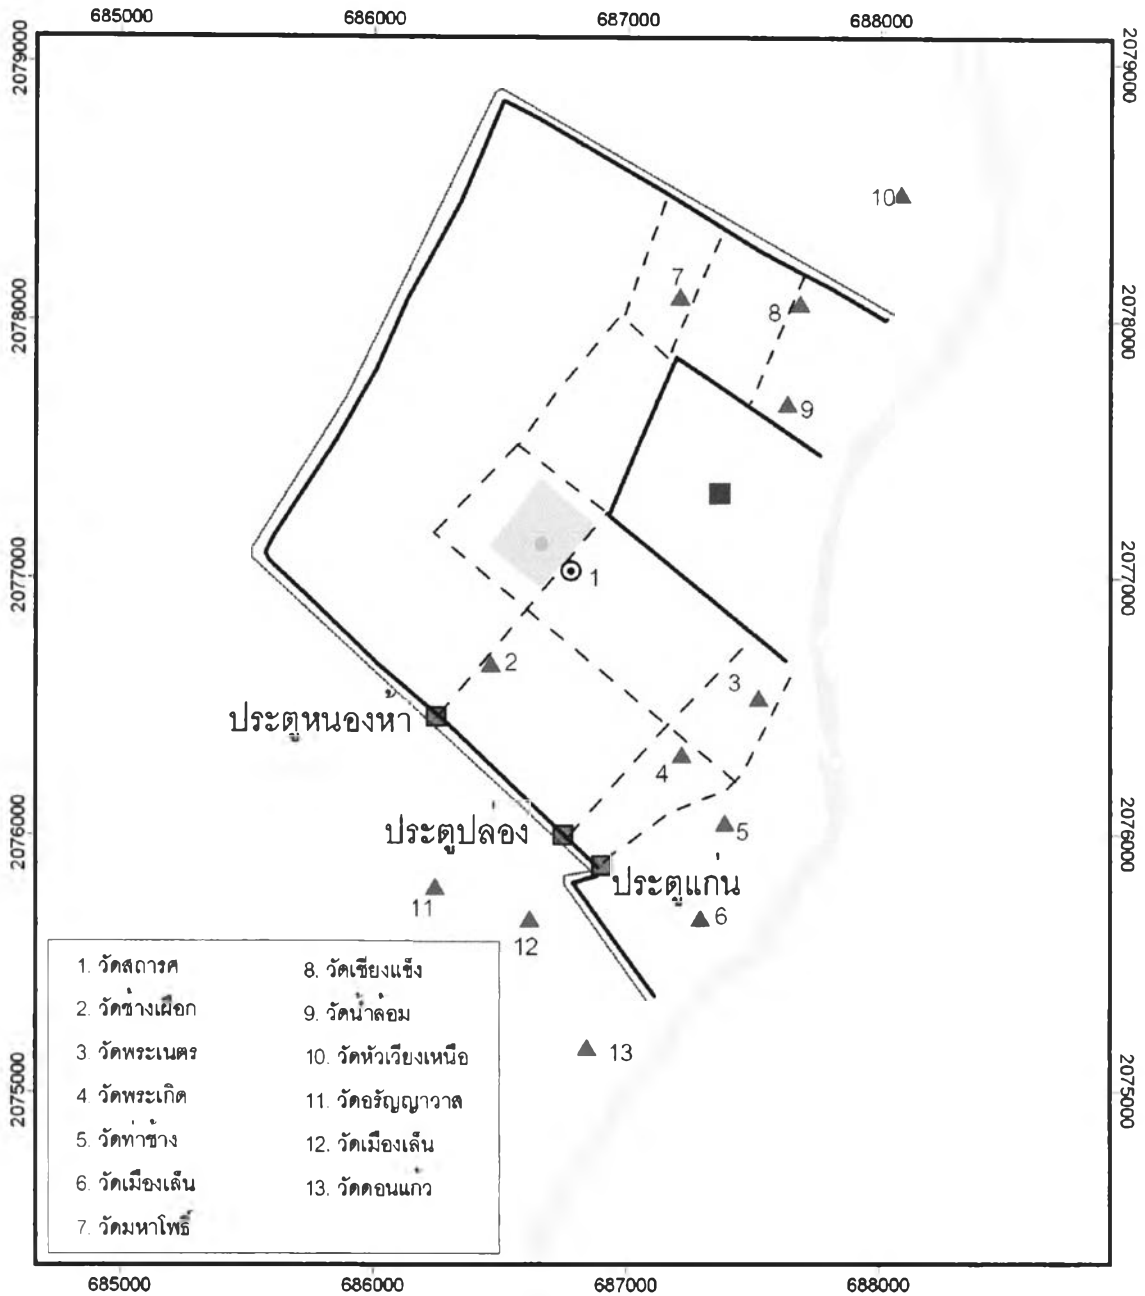 685000 686000 687000 688000
2079000 2079000
10
7
8
2078000 2078000
9
1
2077000 2077000
2
3
ประตูหนองห้า
4
ประตูปล่อง
5
2076000 2076000
ประตูแก่น
11
6
12
13
1. วัดสถารศ
2. วัดช้างเผือก
3. วัดพระเนตร
4. วัดพระเกิด
5. วัดท่าช้าง
6. วัดเมืองเล็น
7. วัดมหาโพธิ์
8. วัดเชียงแข็ง
9. วัดน้ำล้อม
10. วัดหัวเวียงเหนือ
11. วัดอรัญญาวาส
12. วัดเมืองเล็น
13. วัดดอนแก้ว
2075000 2075000
685000 686000 687000 688000